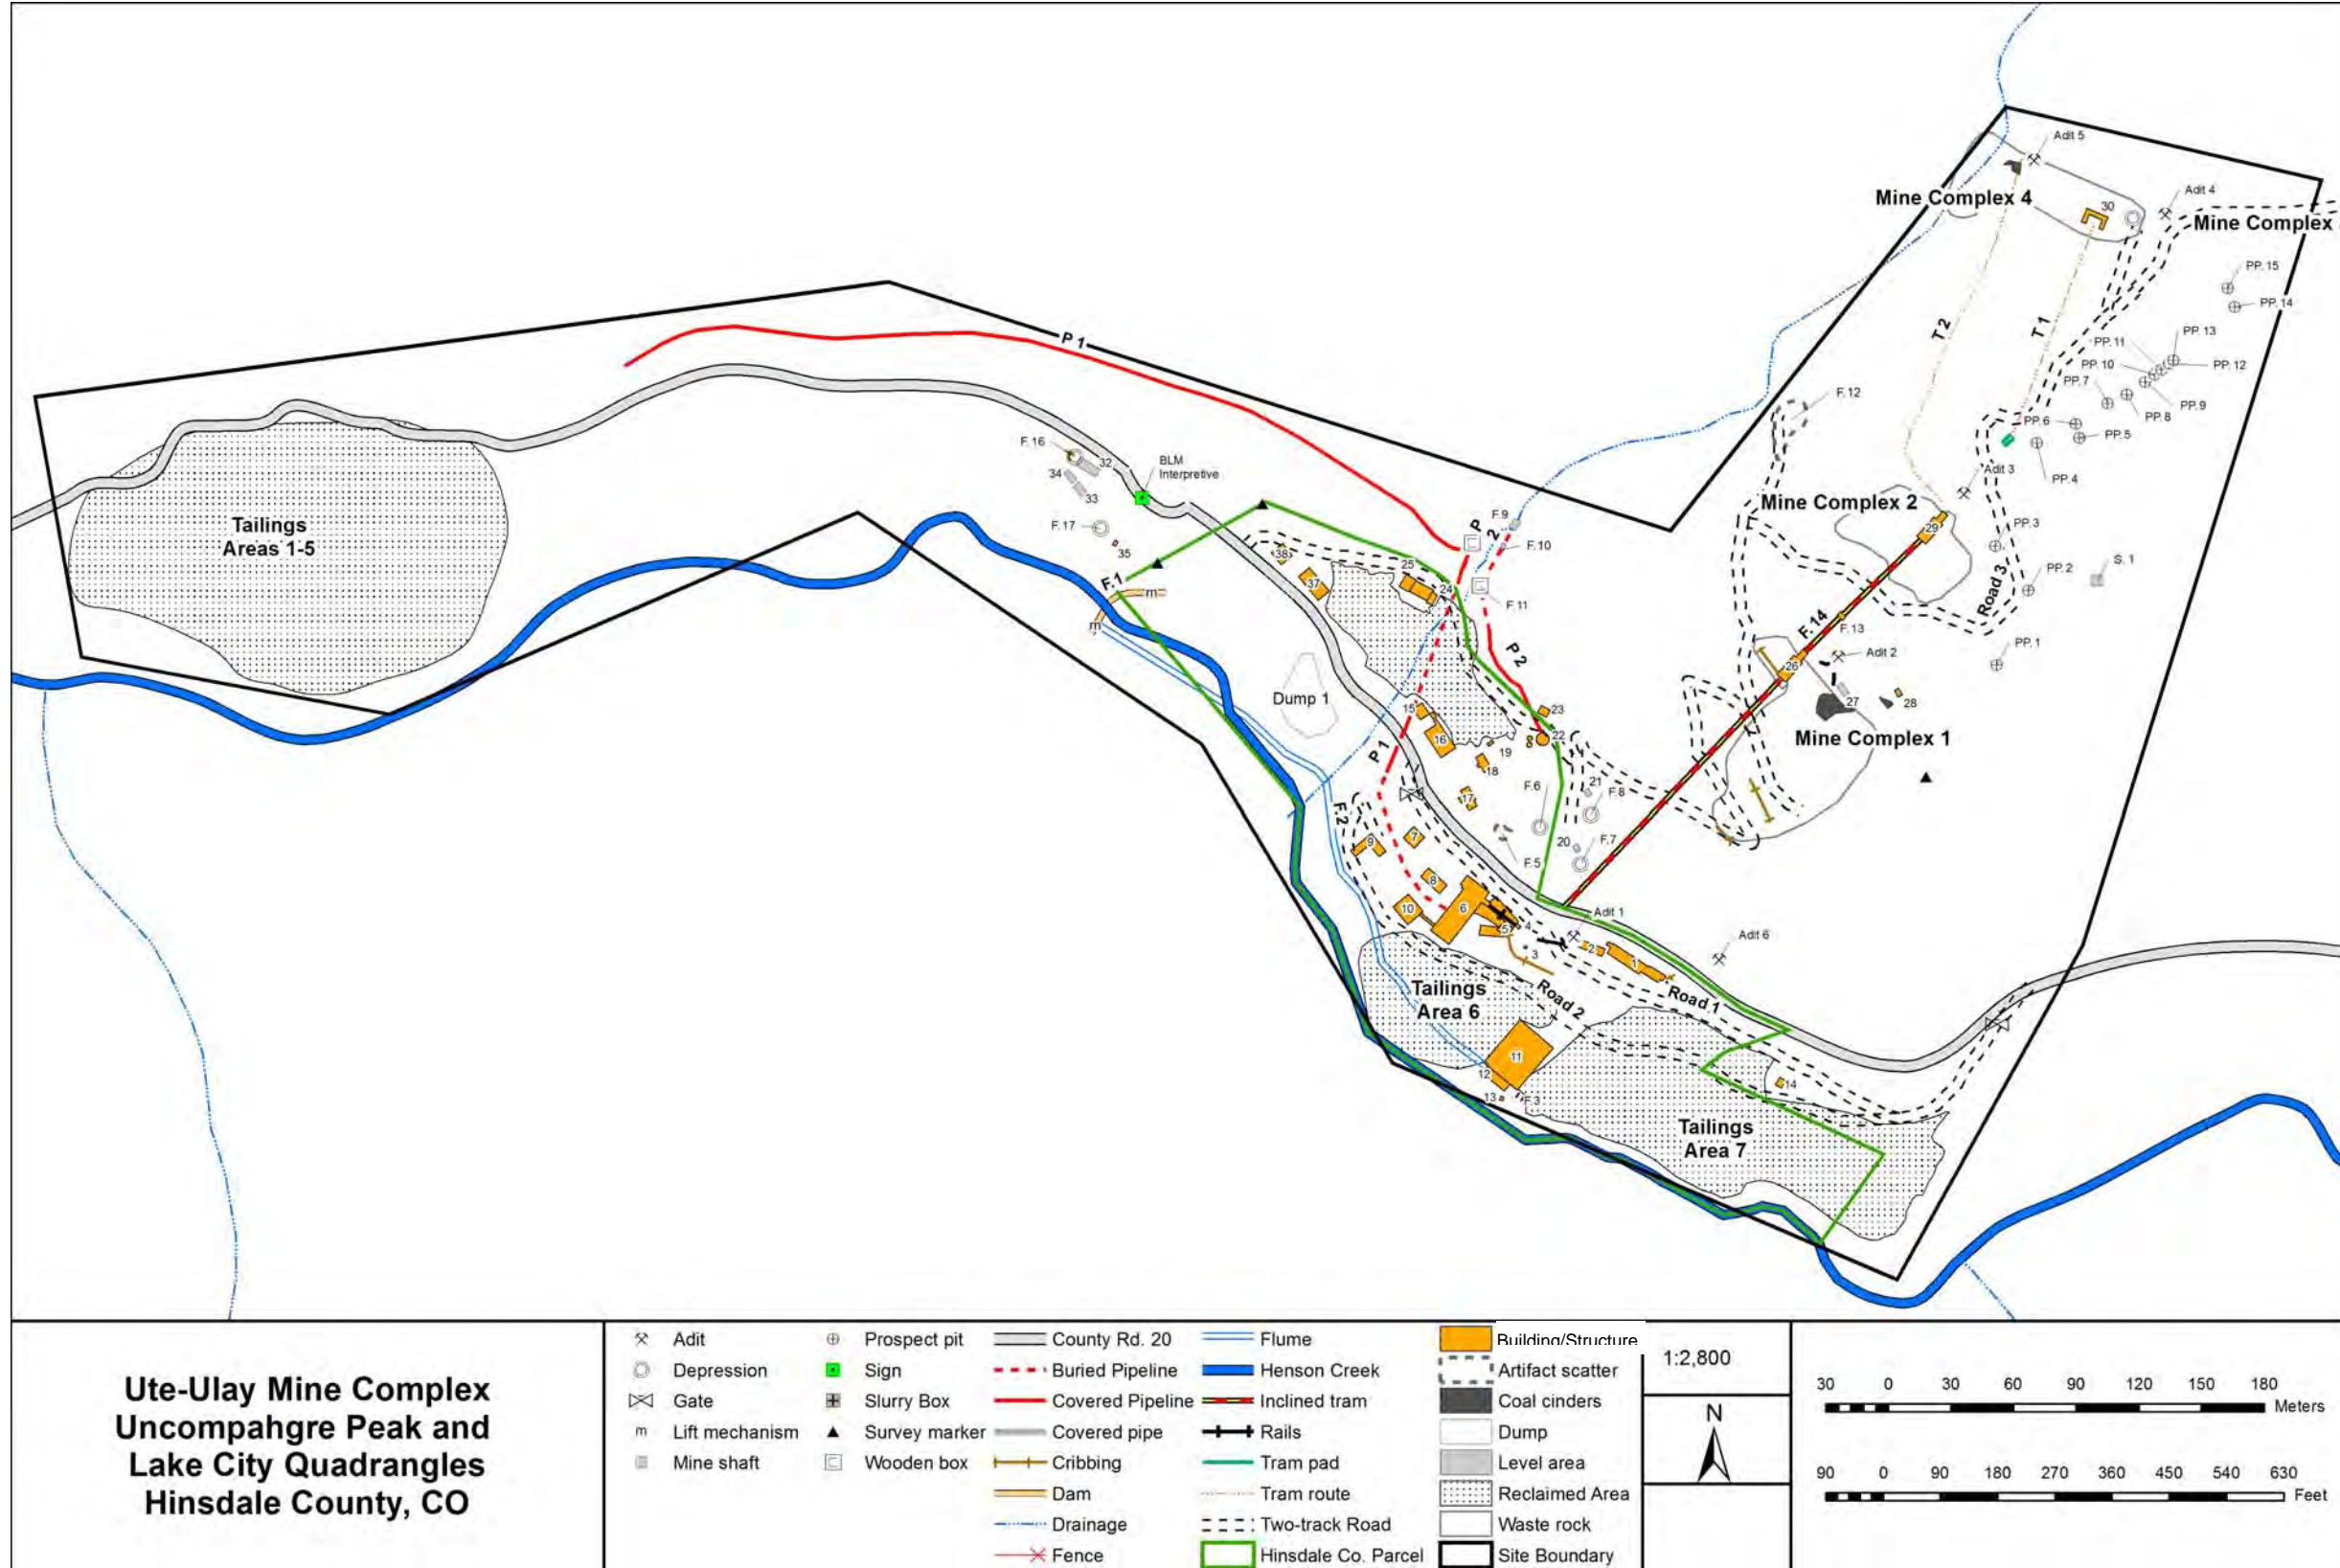 Adit 5
Mine Complex 4
30
Adit 4
Mine Complex
PP. 15
PP. 14
P 1
T 2
T 1
PP. 13
PP. 11
PP. 10
PP. 12
PP. 7
F. 12
PP. 9
PP. 8
PP. 6
PP. 5
F. 16
32
BLM
Interpretive
34
33
PP. 4
Adit 3
Mine Complex 2
Tailings
Areas 1-5
F. 17
35
P 2
F. 9
F. 10
29
PP. 3
S. 1
38
25
37
24
F. 11
PP. 2
Road 3
F.1
m
m
F. 14
F. 13
P 2
26
Adit 2
PP. 1
Dump 1
15
23
27
28
16
22
Mine Complex 1
P 1
19
18
F. 6
21
F. 8
17
F.2
7
20
F. 7
9
F. 5
8
10
6
Adit 1
4
5
Adit 6
3
2
1
Tailings
Area 6
Road 2
Road 1
11
12
14
13
F.3
Tailings
Area 7
Ute-Ulay Mine Complex
Uncompahgre Peak and
Lake City Quadrangles
Hinsdale County, CO
Adit
Depression
Gate
m Lift mechanism
Mine shaft
Prospect pit
Sign
Slurry Box
Survey marker
Wooden box
County Rd. 20
Buried Pipeline
Covered Pipeline
Covered pipe
Cribbing
Dam
Drainage
Fence
Flume
Henson Creek
Inclined tram
Rails
Tram pad
Tram route
Two-track Road
Hinsdale Co. Parcel
Building/Structure
Artifact scatter
Coal cinders
Dump
Level area
Reclaimed Area
Waste rock
Site Boundary
1:2,800
N
30 0 30 60 90 120 150 180
Meters
90 0 90 180 270 360 450 540 630
Feet